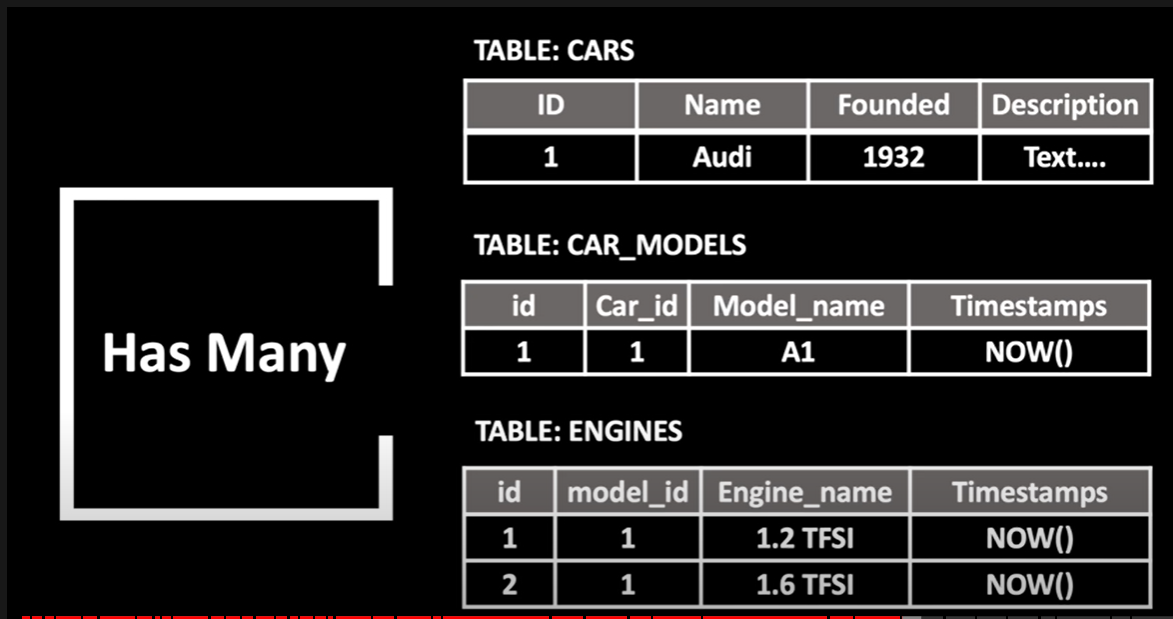 Has Many
TABLE: CARS
ID Name Founded Description
1 Audi 1932 Text....
TABLE: CAR_MODELS
id Car_id Model_name Timestamps
1 1 A1 NOW()
TABLE: ENGINES
id model_id Engine_name Timestamps
1 1 1.2 TFSI NOW()
2 1 1.6 TFSI NOW()